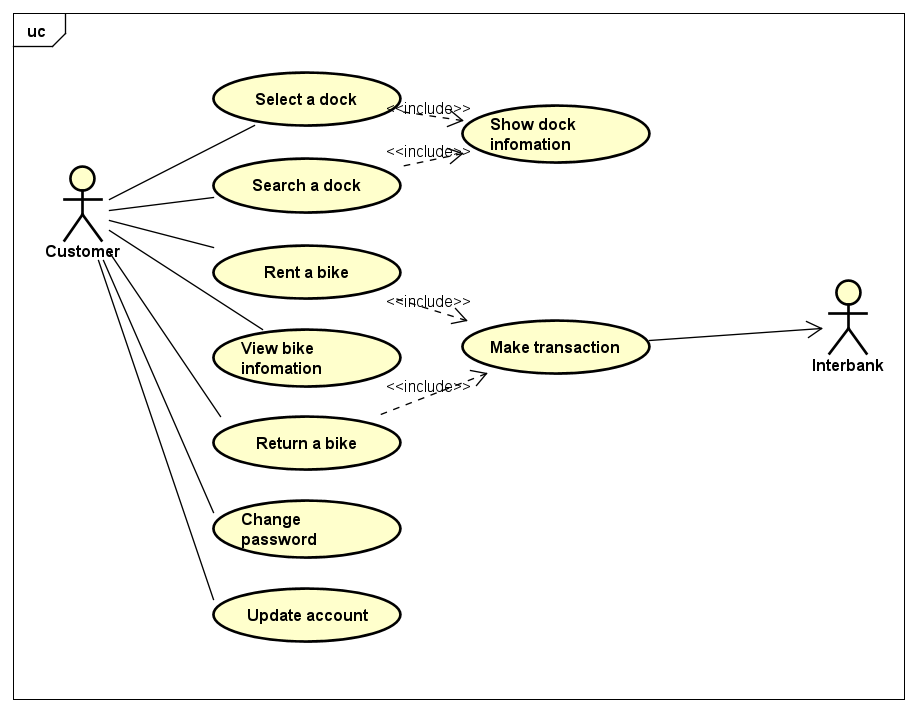 uc
Select a dock
<<include>>
Show dock
infomation
<<include>>
Search a dock
Customer
Rent a bike
<<include>>
View bike
infomation
Make transaction
Interbank
<<include>>
Return a bike
Change
password
Update account